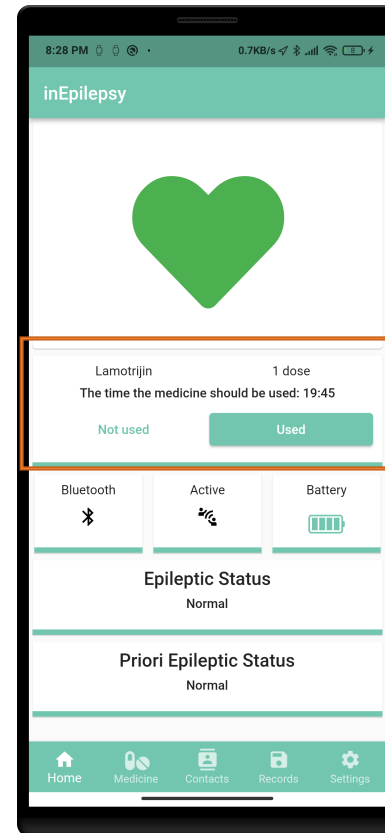 8:28 PM 0.7KB/s 8
inEpilepsy
Lamotrijin 1 dose
The time the medicine should be used: 19:45
Not used Used
Bluetooth Active Battery
Epileptic Status
Normal
Priori Epileptic Status
Normal
Home Medicine Contacts Records Settings